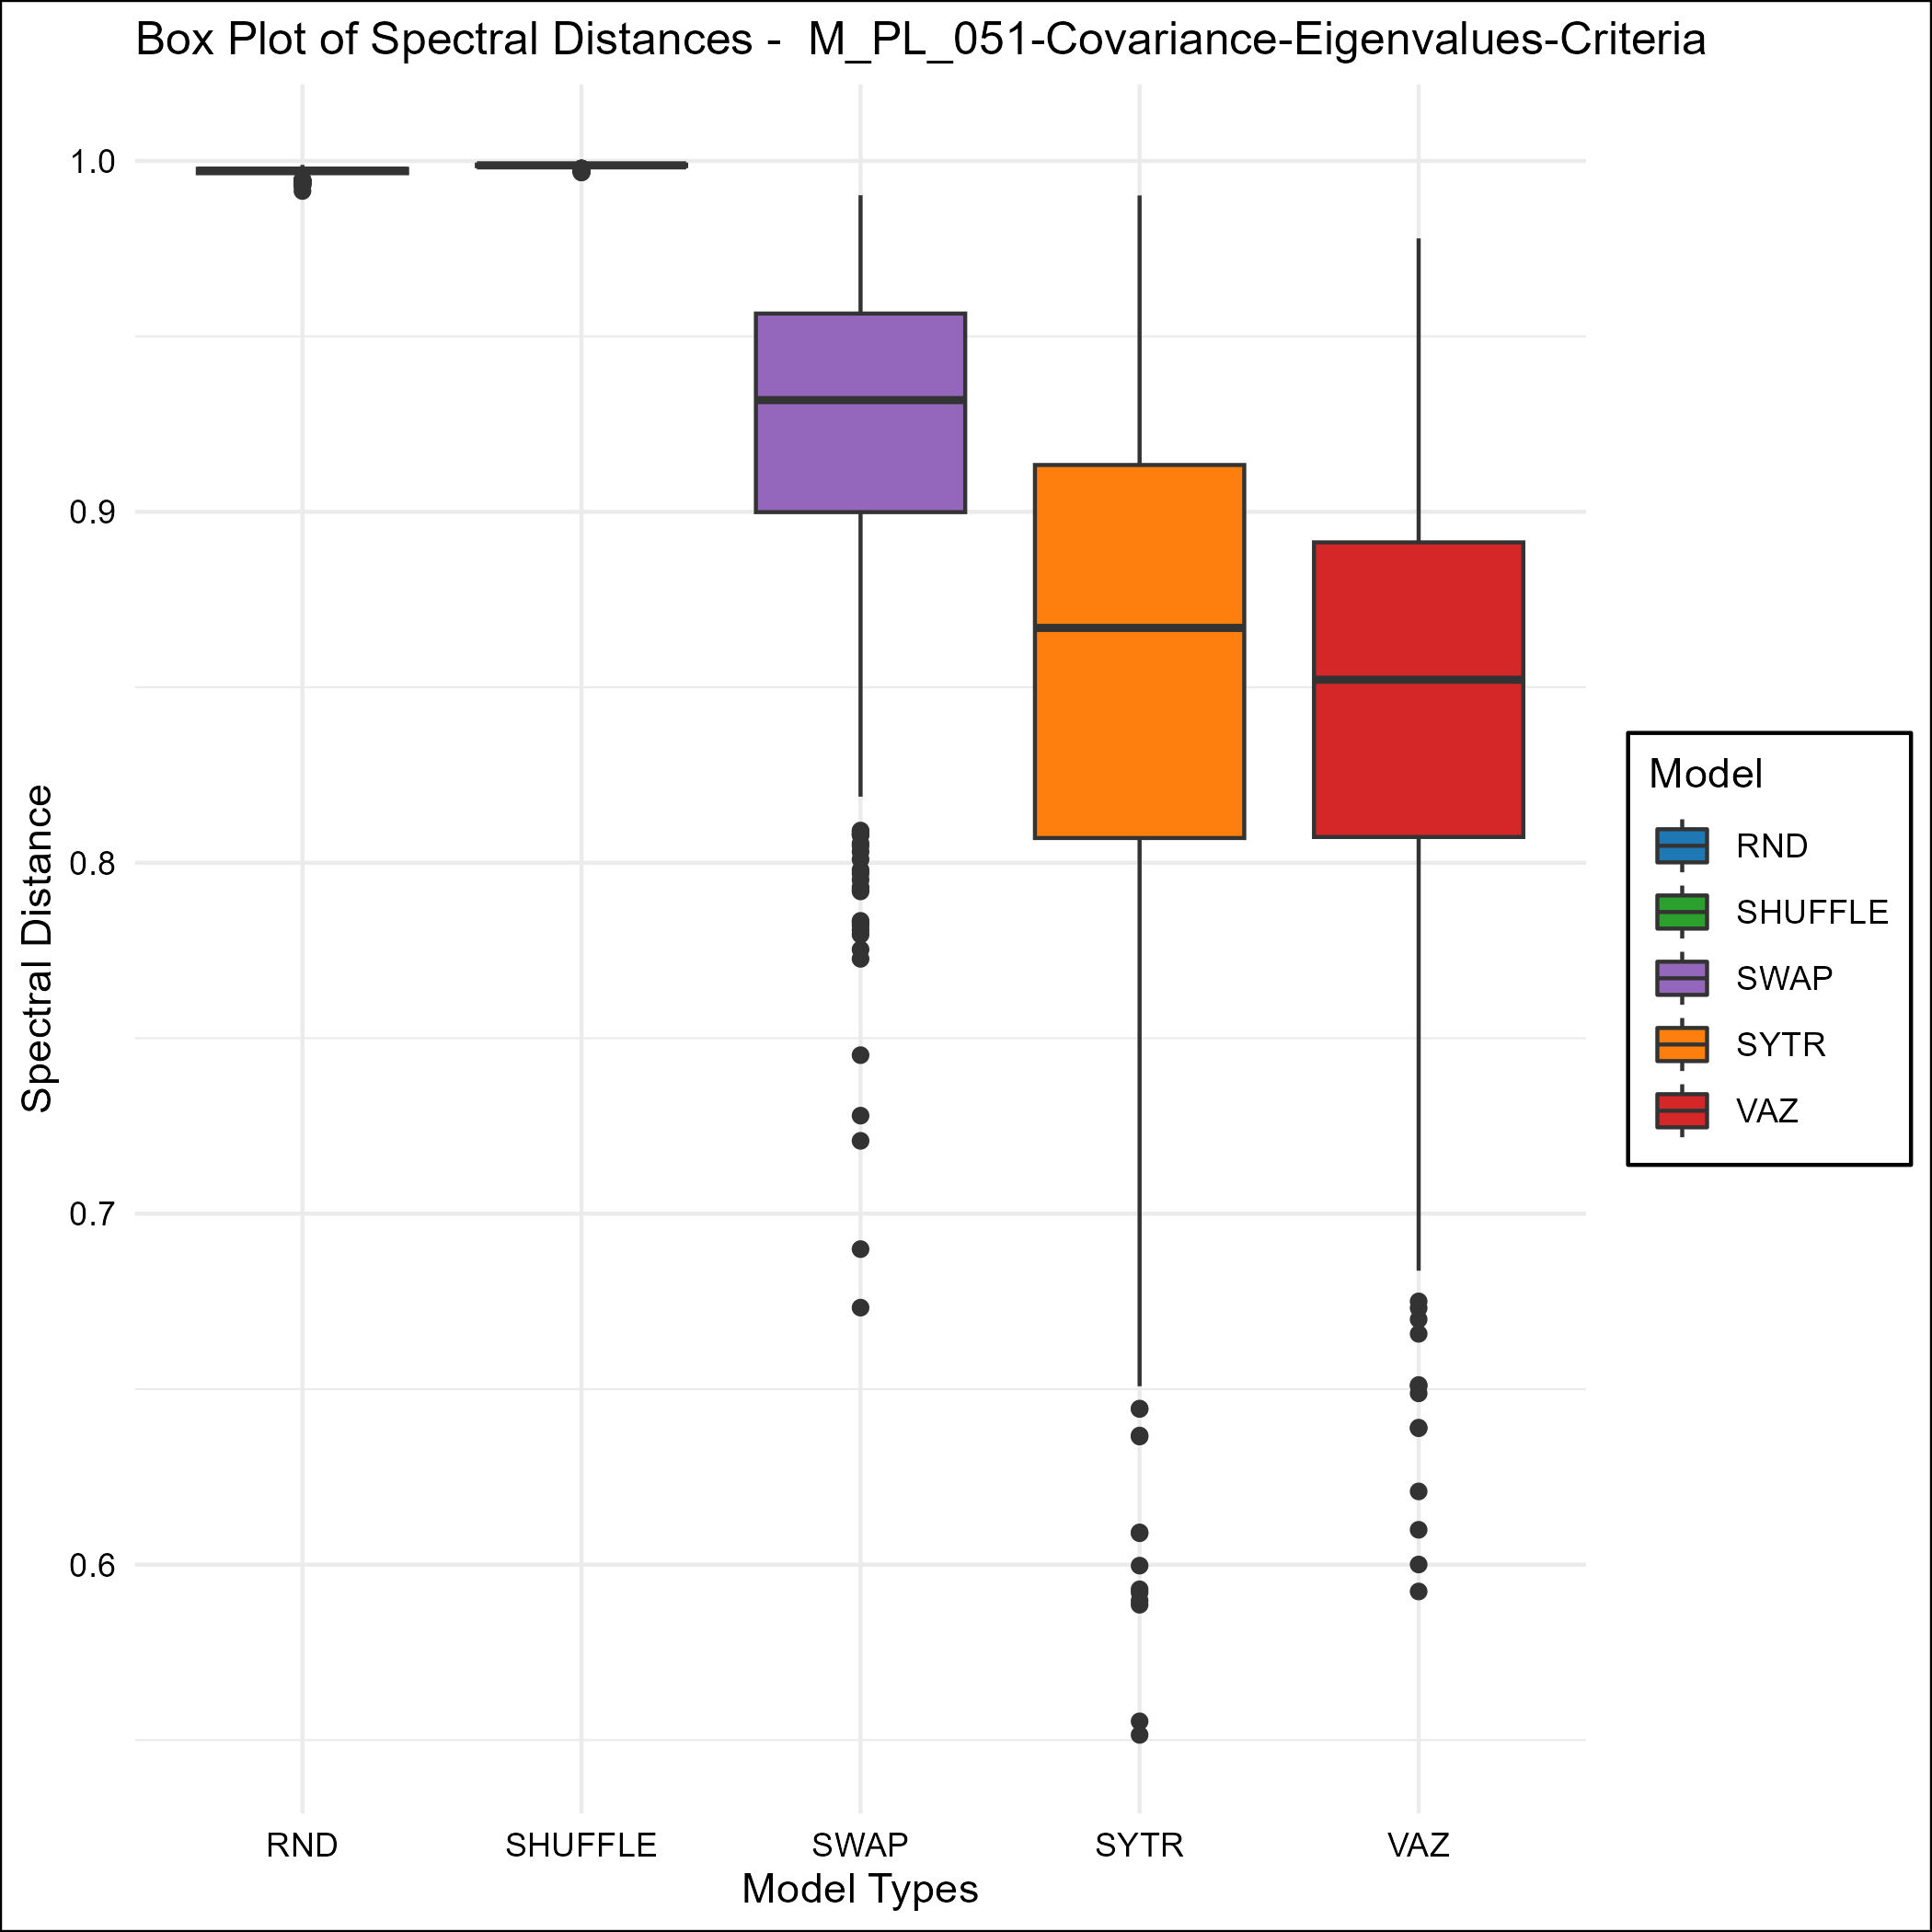 Box Plot of Spectral Distances -  M_PL_051-Covariance-Eigenvalues-Criteria
Spectral Distance
1.0
0.9
0.8
0.7
0.6
RND
SHUFFLE
SWAP
SYTR
VAZ
Model Types
Model
RND
SHUFFLE
SWAP
SYTR
VAZ